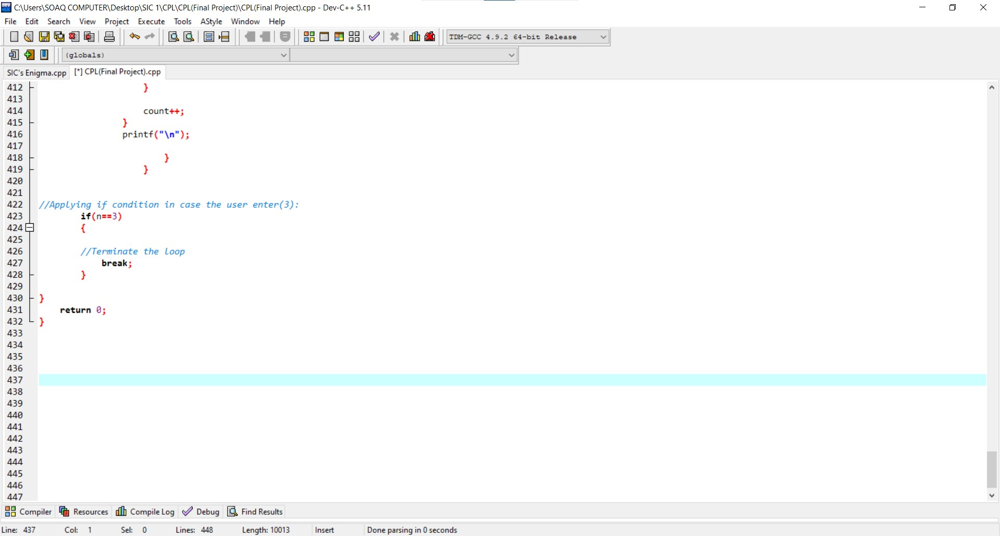 C:\Users\SOAQ COMPUTER\Desktop\SIC 1\CPL\CPL(Final Project)\CPL(Final Project).cpp - Dev-C++ 5.11
File Edit Search View Project Execute Tools AStyle Window Help
TDM-GCC 4.9.2 64-bit Release
(globals)
SIC's Enigma.cpp [*] CPL(Final Project).cpp
412 }
413
414 count++;
415 }
416 printf("\n");
417
418 }
419 }
420
421
422 //Applying if condition in case the user enter(3):
423 if(n==3)
424 {
425
426 //Terminate the loop
427 break;
428 }
429
430 }
431 return 0;
432 }
433
434
435
436
437
438
439
440
441
442
443
444
445
446
447
Compiler Resources Compile Log Debug Find Results
Line: 437 Col: 1 Sel: 0 Lines: 448 Length: 10013 Insert Done parsing in 0 seconds